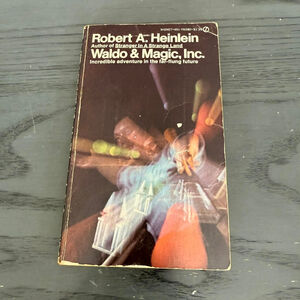 Robert A. Heinlein
Author of Stranger In A Strange Land
Waldo & Magic, Inc.
Incredible adventure in the far-flung future